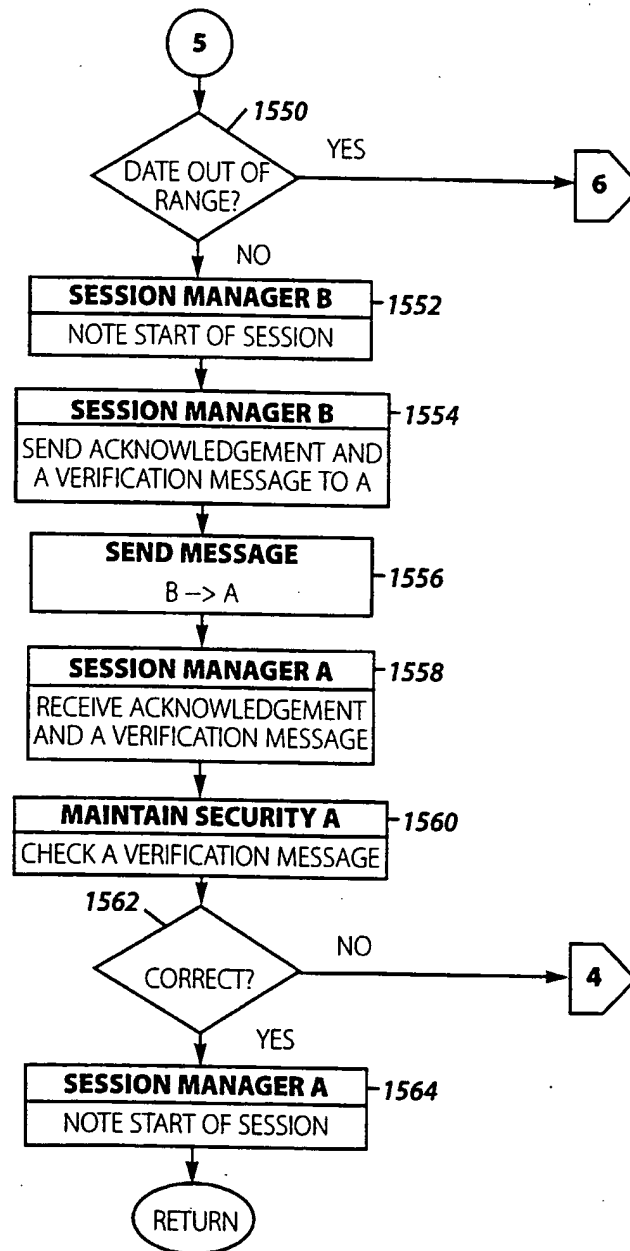 5
1550
DATE OUT OF
RANGE?
YES
6
NO
SESSION MANAGER B
1552
NOTE START OF SESSION
SESSION MANAGER B
1554
SEND ACKNOWLEDGEMENT AND
A VERIFICATION MESSAGE TO A
SEND MESSAGE
1556
B --> A
SESSION MANAGER A
1558
RECEIVE ACKNOWLEDGEMENT
AND A VERIFICATION MESSAGE
MAINTAIN SECURITY A
1560
CHECK A VERIFICATION MESSAGE
1562
CORRECT?
NO
4
YES
SESSION MANAGER A
1564
NOTE START OF SESSION
RETURN